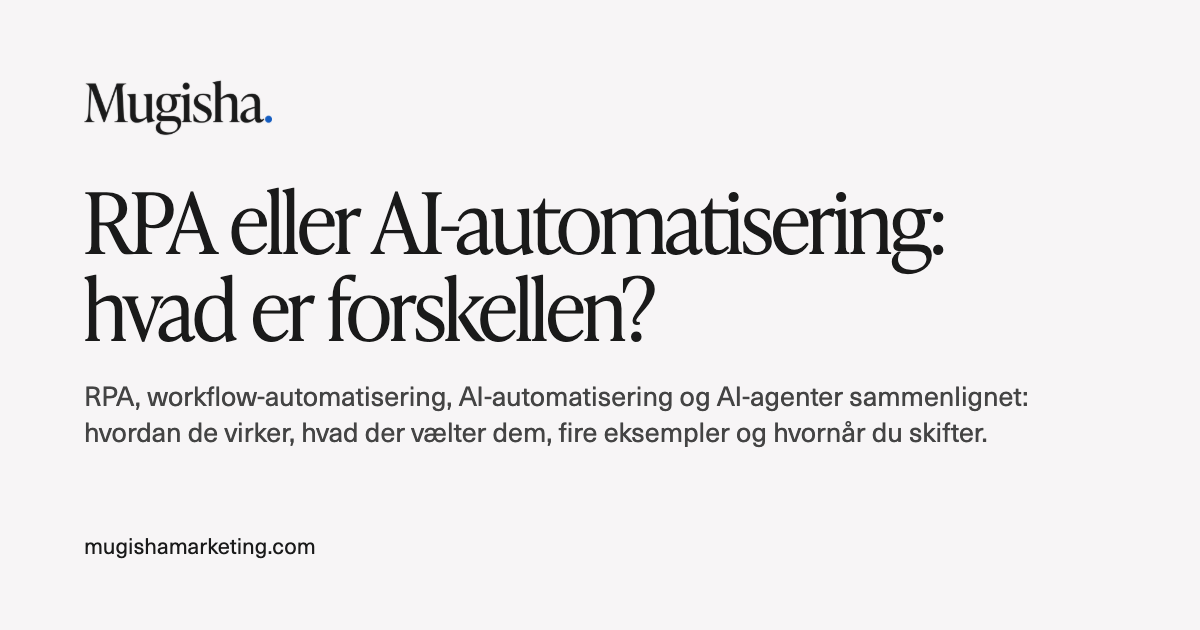 Mugisha.
RPA eller AI-automatisering:
hvad er forskellen?
RPA, workflow-automatisering, AI-automatisering og AI-agenter sammenlignet:
hvordan de virker, hvad der vælter dem, fire eksempler og hvornår du skifter.
mugishamarketing.com